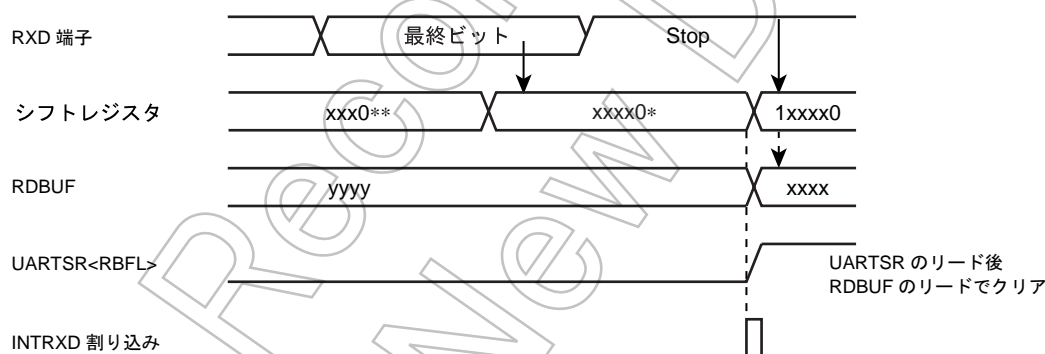 RXD 端子
最終ビット
Stop
シフトレジスタ
xxx0**
xxxx0*
1xxxx0
RDBUF
yyyy
xxxx
UARTSR<RBFL>
UARTSR のリード後
RDBUF のリードでクリア
INTRXD 割り込み